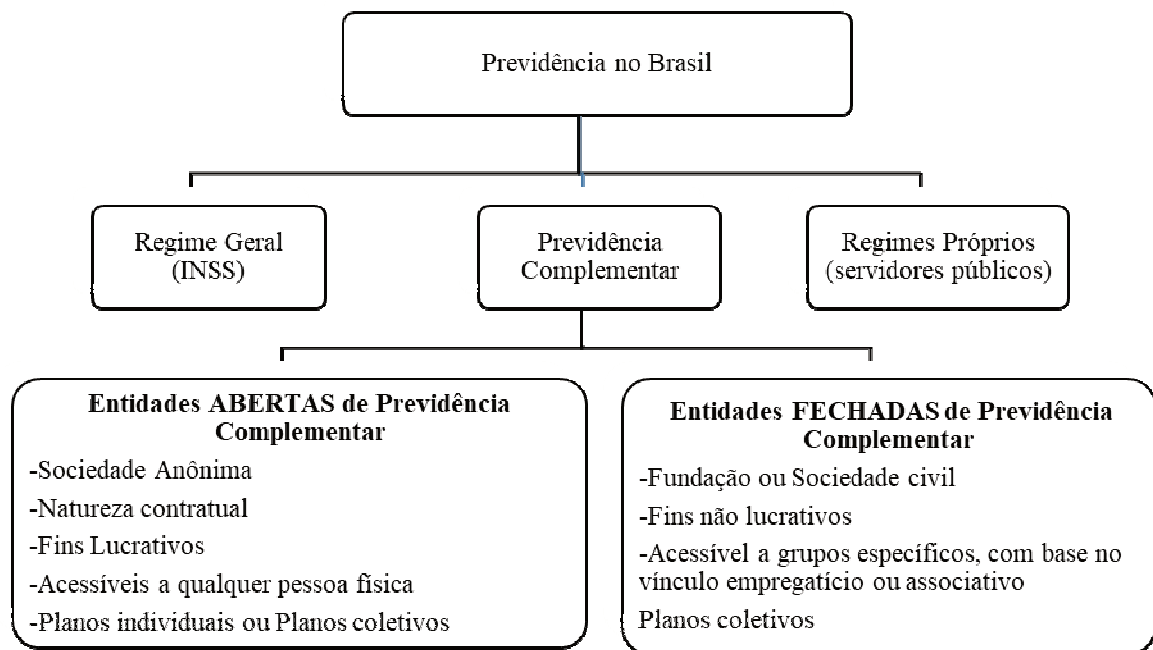 Previdência no Brasil
Regime Geral
(INSS)
Previdência
Complementar
Regimes Próprios
(servidores públicos)
Entidades ABERTAS de Previdência
Complementar
-Sociedade Anônima
-Natureza contratual
-Fins Lucrativos
-Acessíveis a qualquer pessoa física
-Planos individuais ou Planos coletivos
Entidades FECHADAS de Previdência
Complementar
-Fundação ou Sociedade civil
-Fins não lucrativos
-Acessível a grupos específicos, com base no
vínculo empregatício ou associativo
Planos coletivos